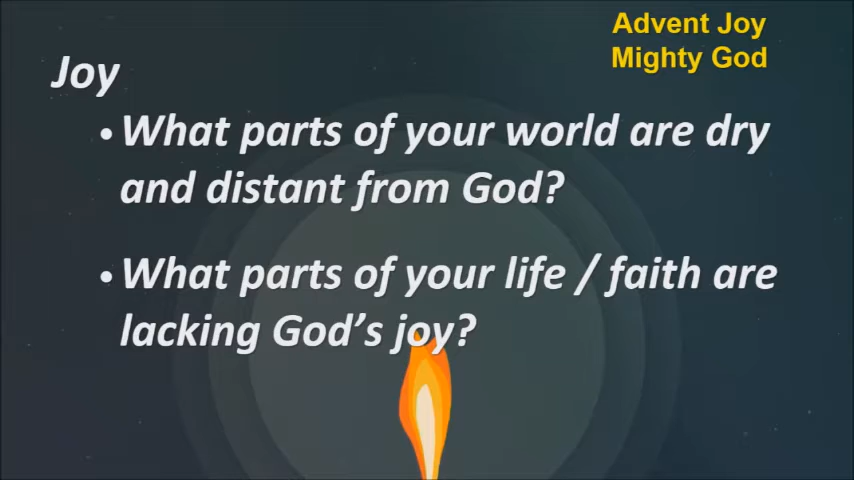 Advent Joy
Mighty God
Joy
• What parts of your world are dry
and distant from God?
• What parts of your life / faith are
lacking God's joy?